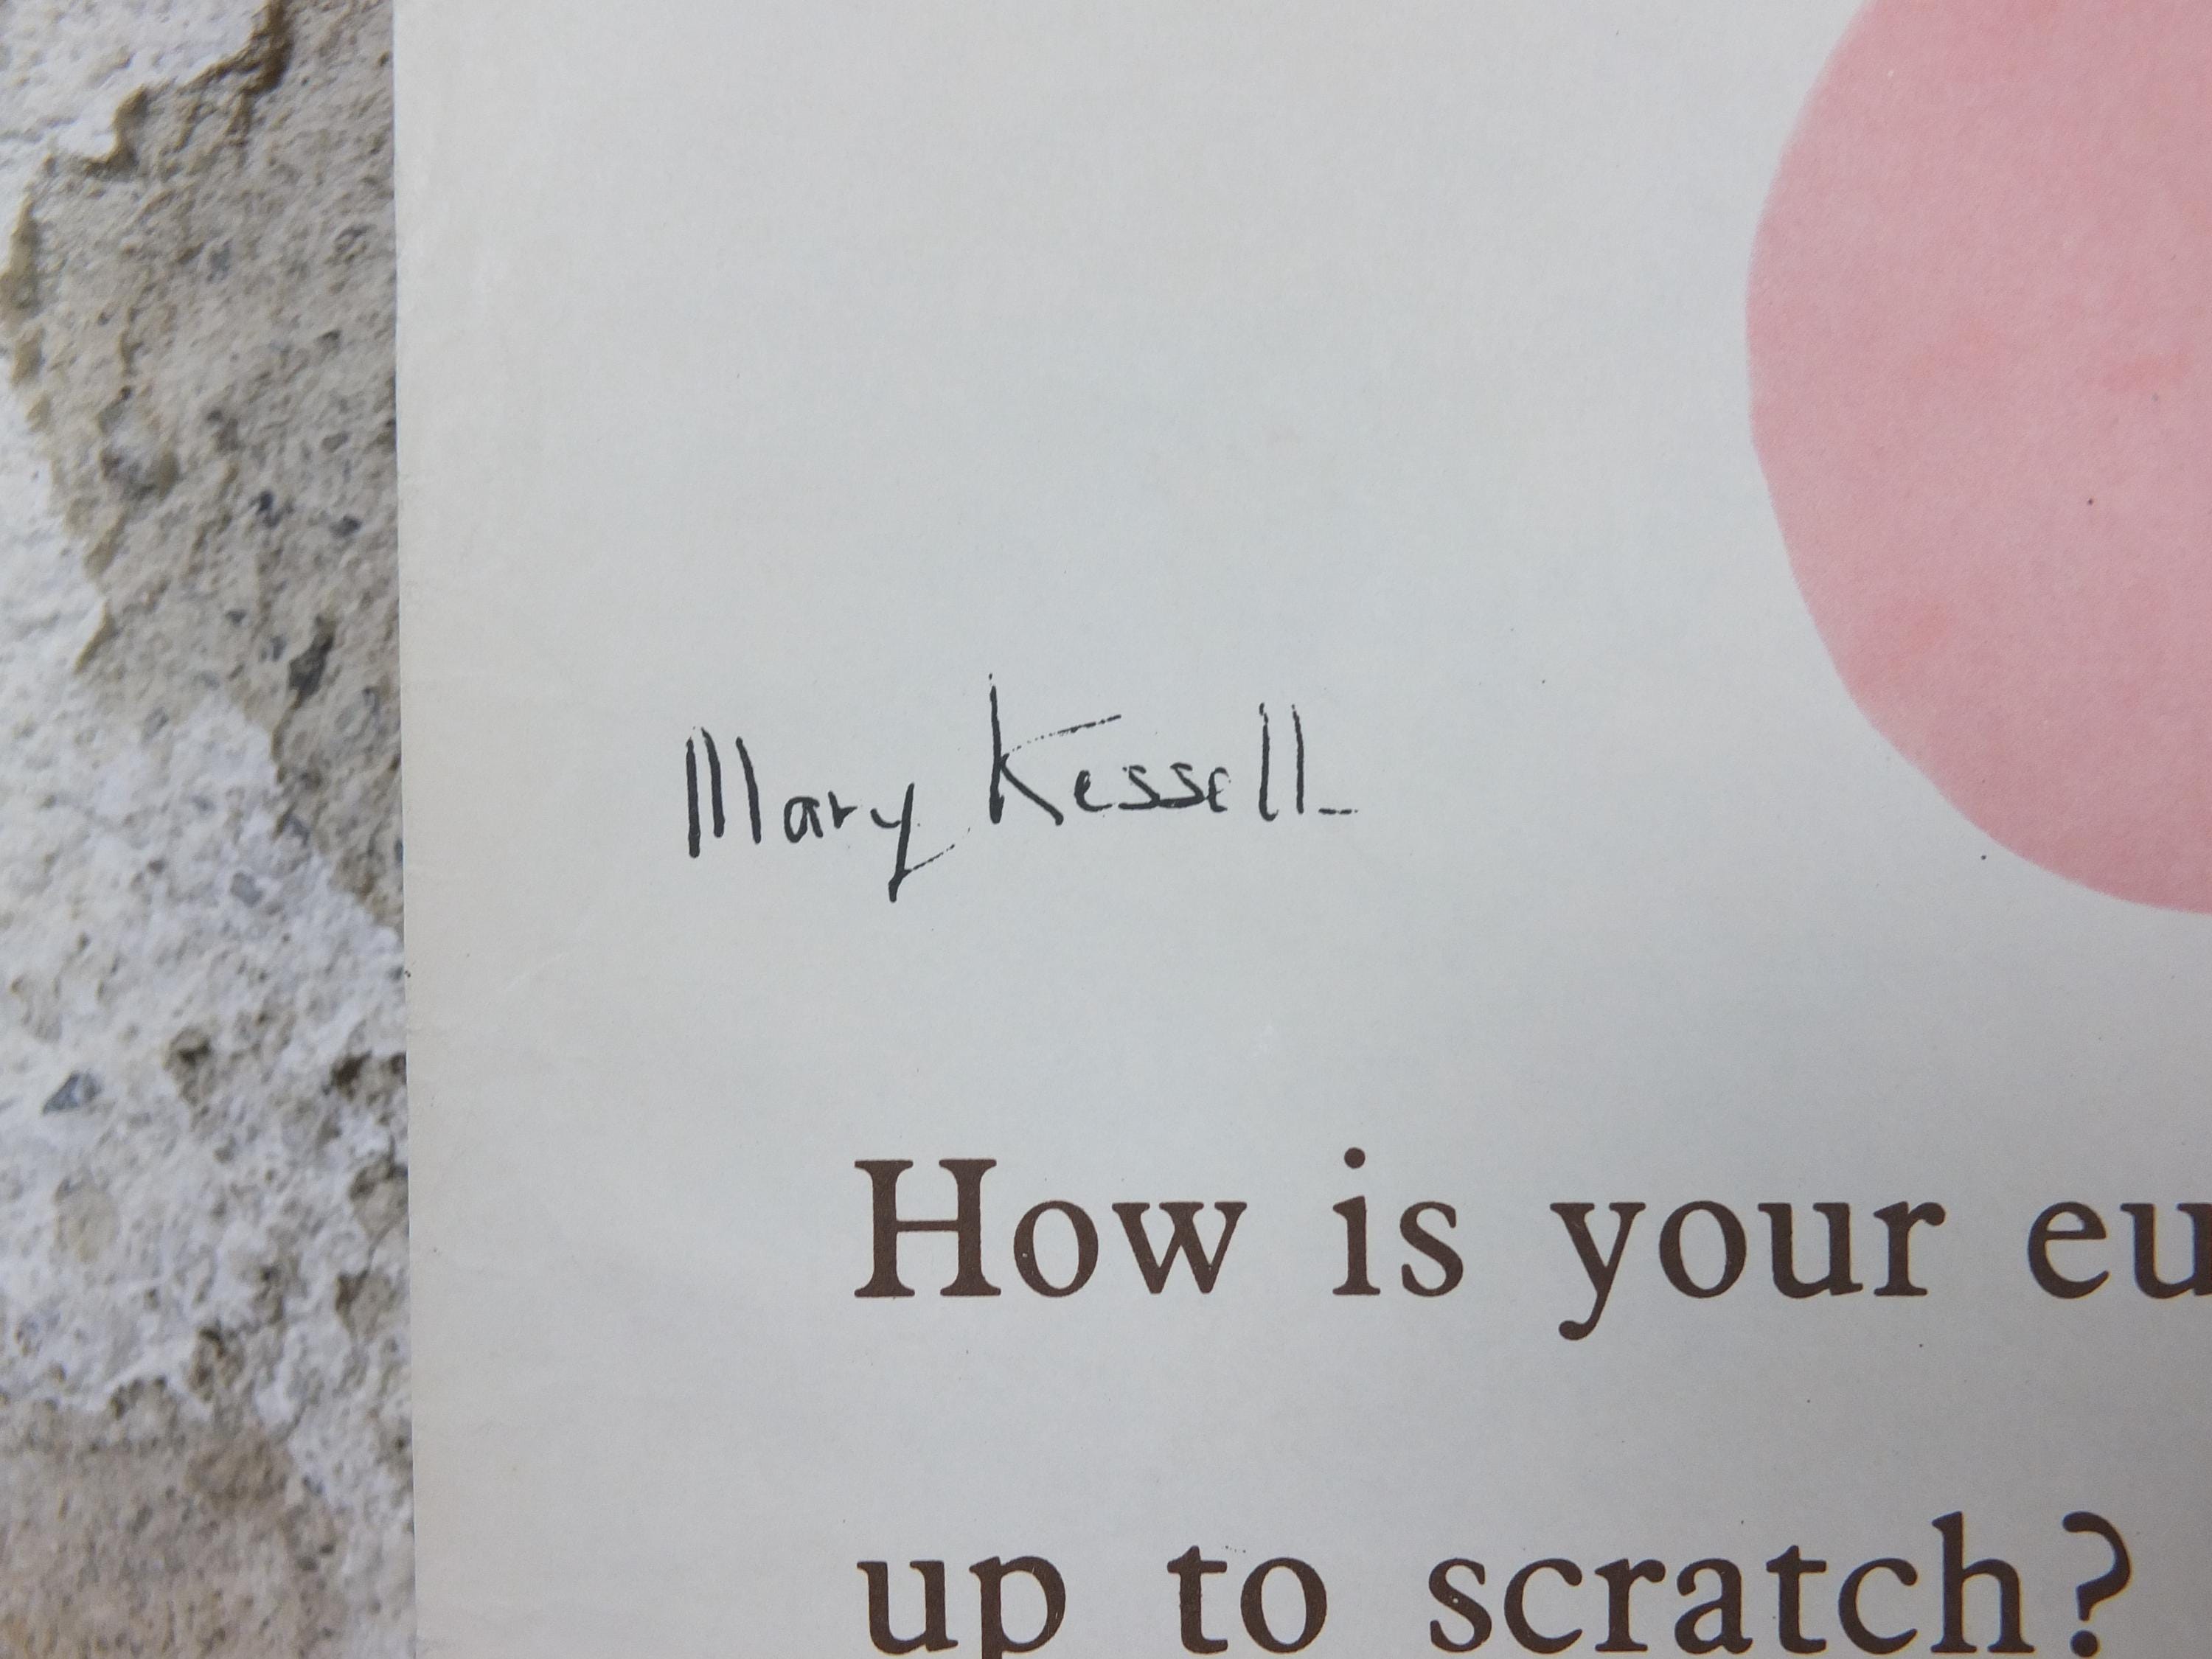 Mary Kessell
How is your eu
up to scratch?